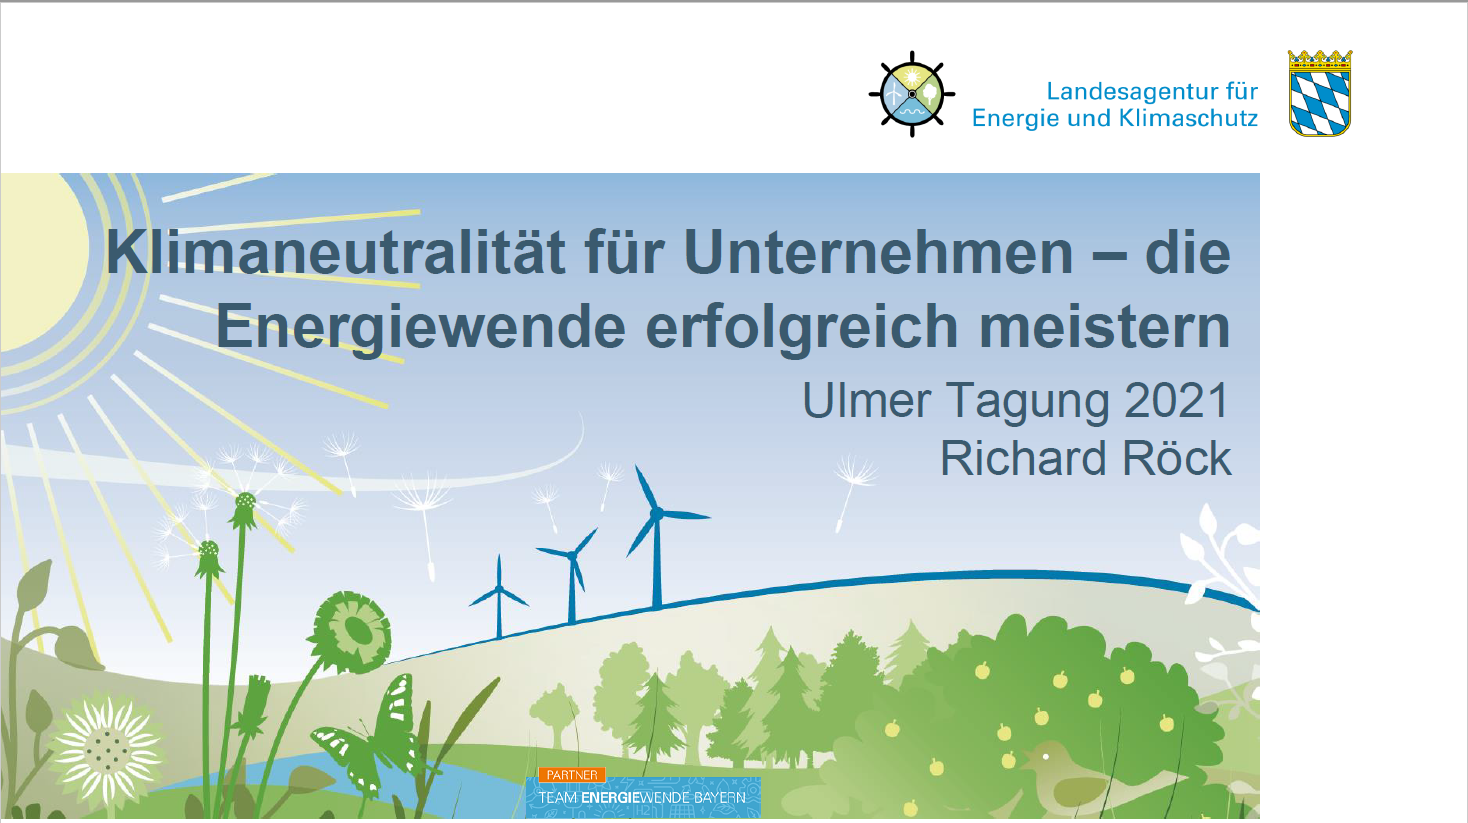 Landesagentur für
Energie und Klimaschutz
Klimaneutralität für Unternehmen – die
Energiewende erfolgreich meistern
Ulmer Tagung 2021
Richard Röck
PARTNER
TEAM ENERGIEWENDE BAYERN